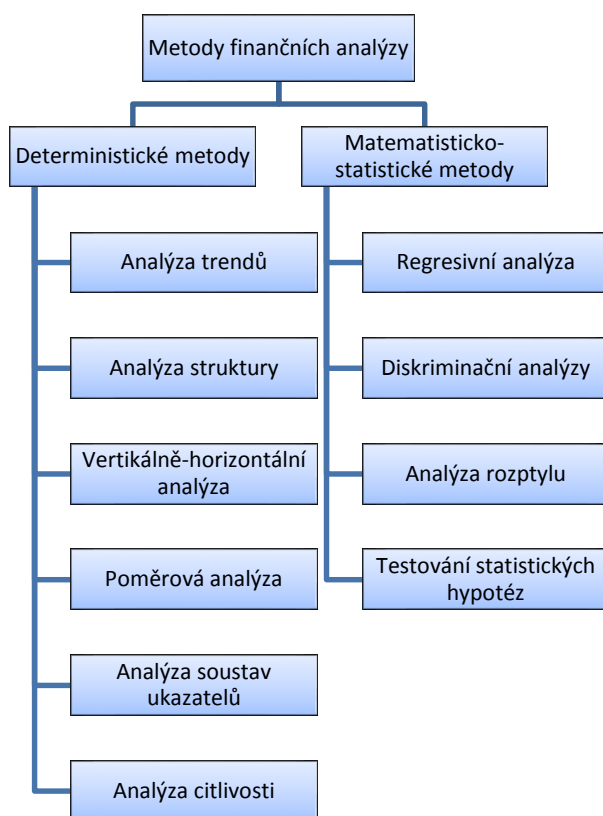 Metody finančních analýzy
Deterministické metody
Matematisticko-
statistické metody
Analýza trendů
Analýza struktury
Vertikálně-horizontální
analýza
Poměrová analýza
Analýza soustav
ukazatelů
Analýza citlivosti
Regresivní analýza
Diskriminační analýzy
Analýza rozptylu
Testování statistických
hypotéz